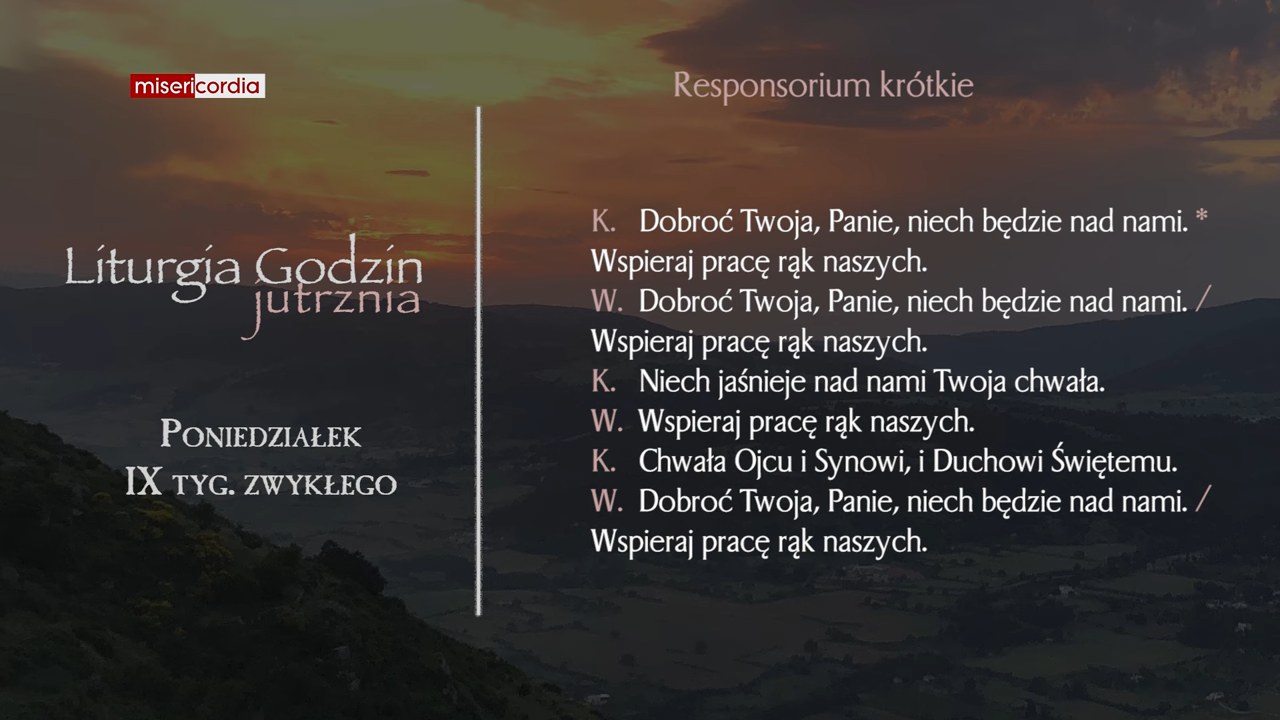 misericordia
Liturgia Godzin
jutrznia
Poniedziałek
IX tyg. zwykłego
Responsorium krótkie
K. Dobroć Twoja, Panie, niech będzie nad nami. *
Wspieraj pracę rąk naszych.
W. Dobroć Twoja, Panie, niech będzie nad nami. /
Wspieraj pracę rąk naszych.
K. Niech jaśnieje nad nami Twoja chwała.
W. Wspieraj pracę rąk naszych.
K. Chwała Ojcu i Synowi, i Duchowi Świętemu.
W. Dobroć Twoja, Panie, niech będzie nad nami. /
Wspieraj pracę rąk naszych.